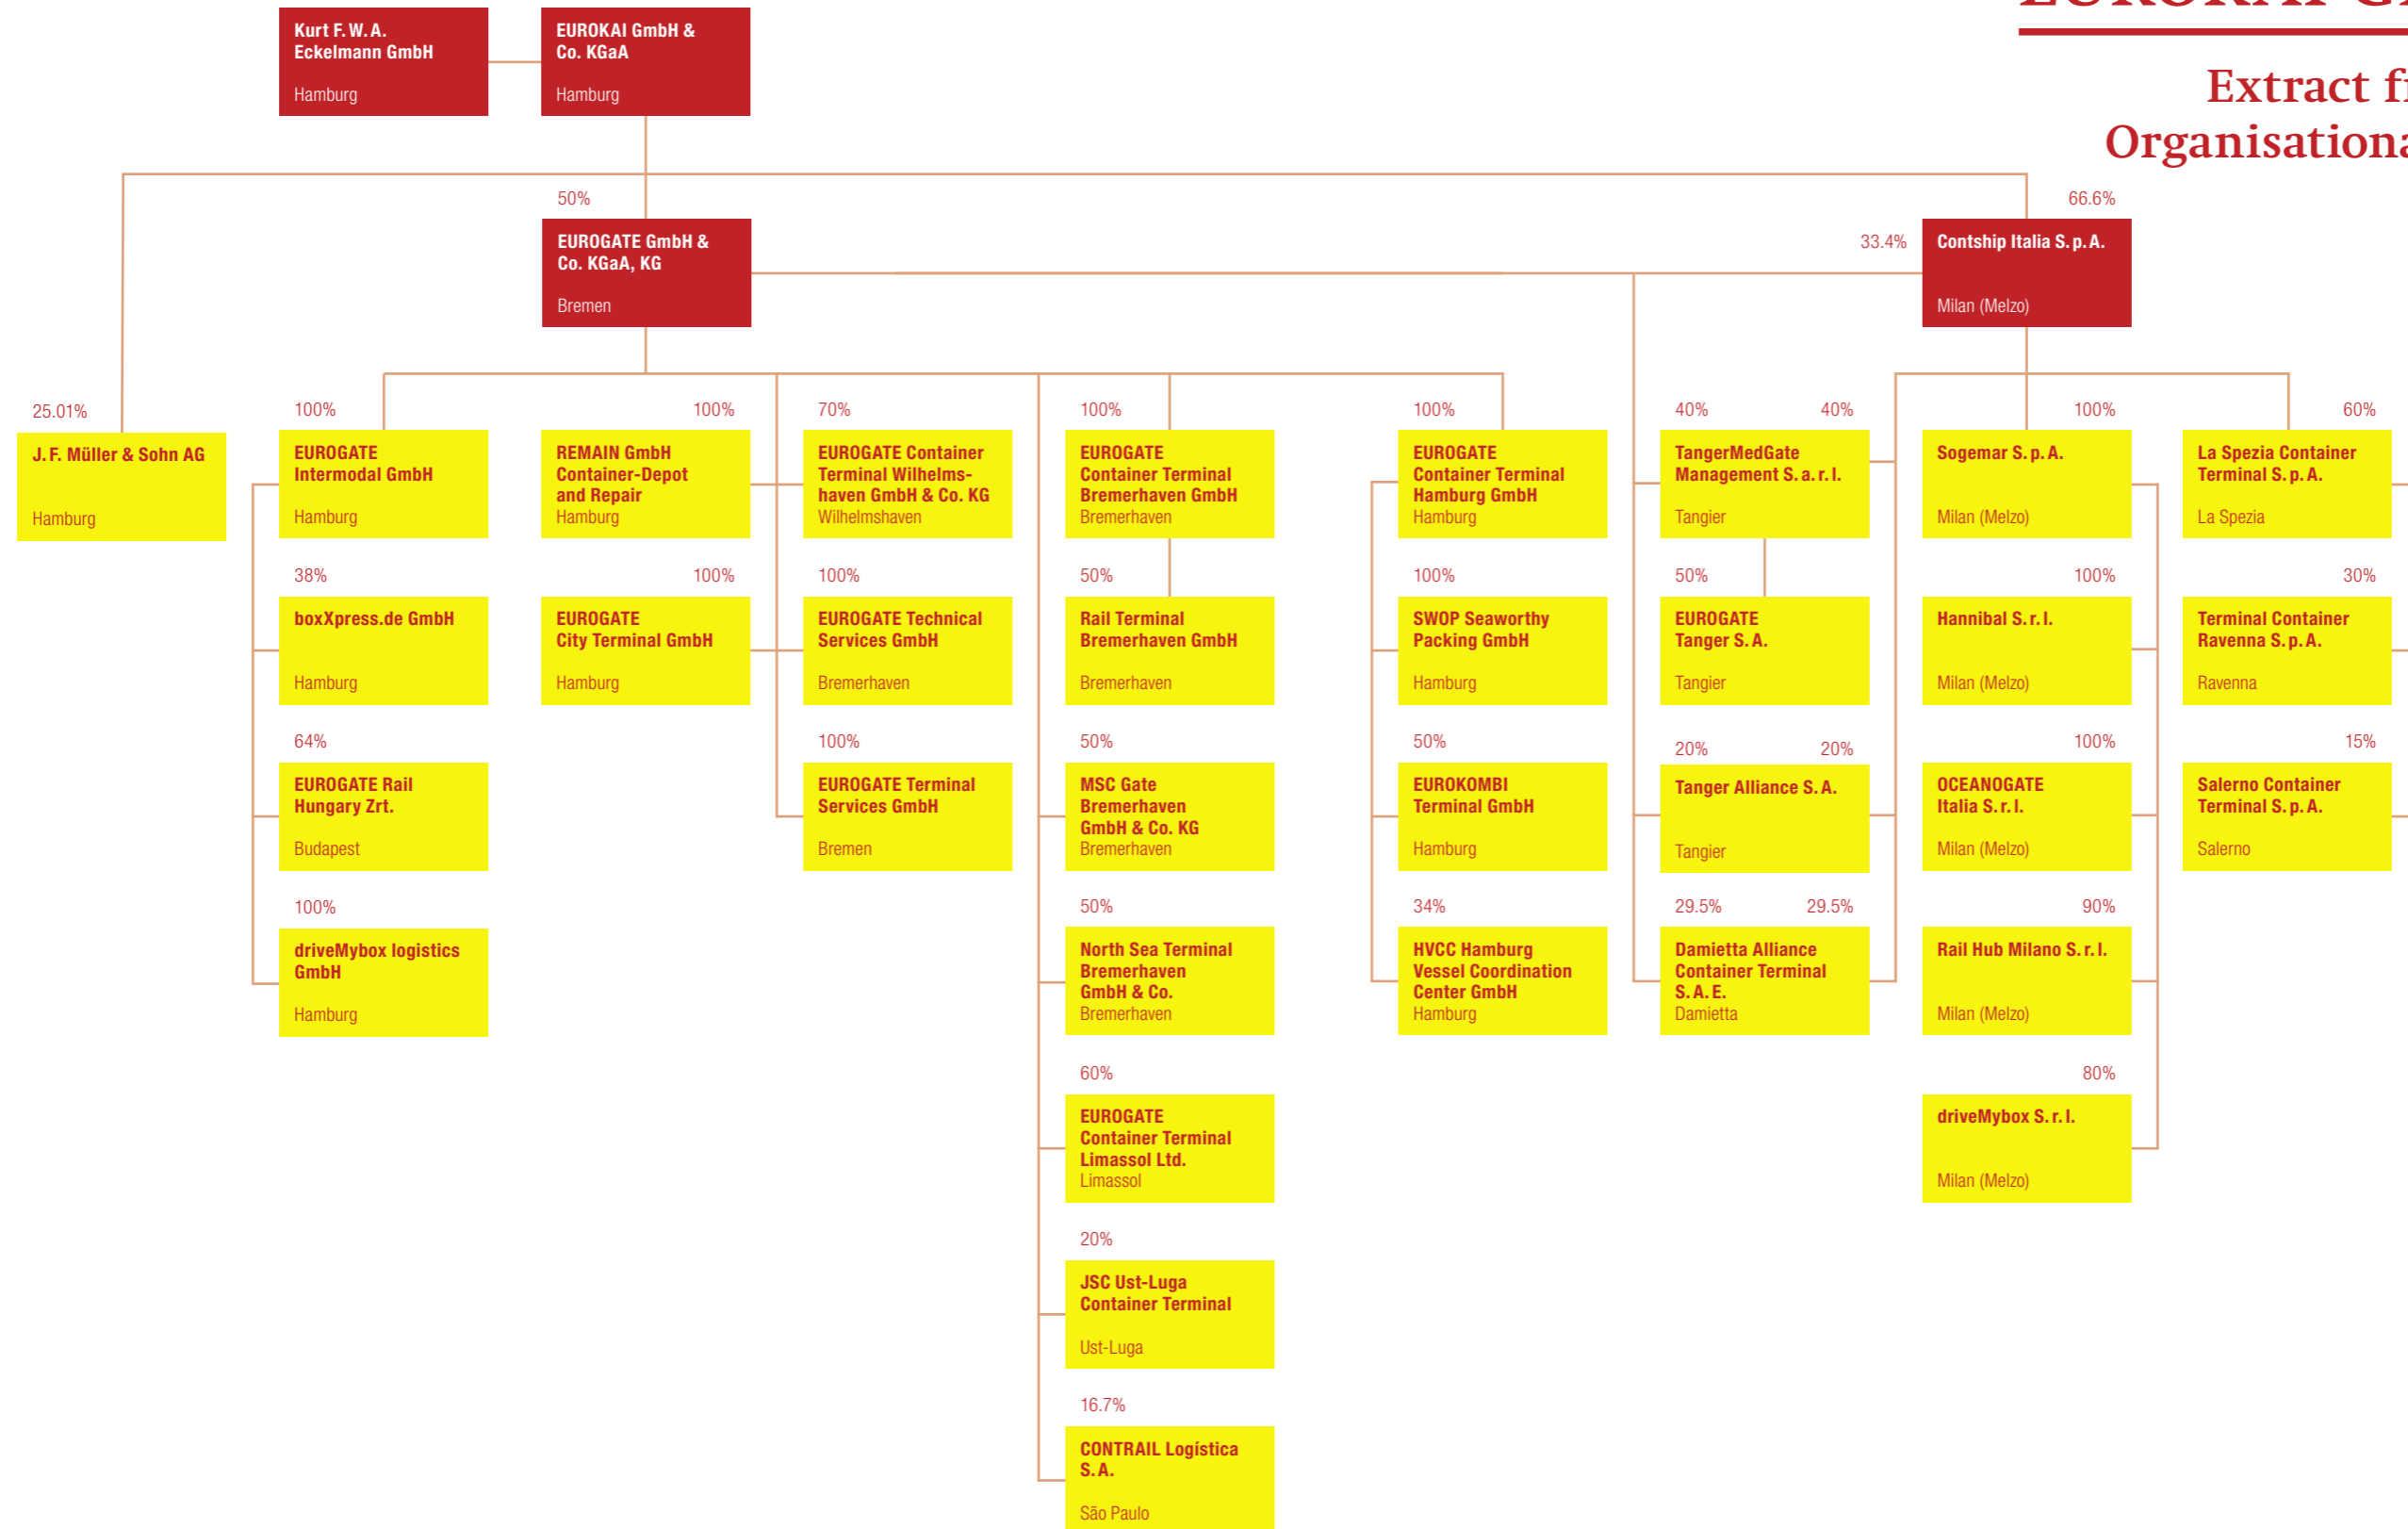 Extract
Organisationa
Kurt F. W. A.
Eckelmann GmbH
Hamburg
EUROKAI GmbH &
Co. KGaA
Hamburg
50%
EUROGATE GmbH &
Co. KGaA, KG
Bremen
66.6%
33.4%
Contship Italia S. p. A.
Milan (Melzo)
25.01%
J. F. Müller & Sohn AG
Hamburg
100%
EUROGATE
Intermodal GmbH
Hamburg
38%
boxXpress.de GmbH
Hamburg
64%
EUROGATE Rail
Hungary Zrt.
Budapest
100%
driveMybox logistics
GmbH
Hamburg
100%
REMAIN GmbH
Container-Depot
and Repair
Hamburg
100%
EUROGATE
City Terminal GmbH
Hamburg
70%
EUROGATE Container
Terminal Wilhelms-
haven GmbH & Co. KG
Wilhelmshaven
100%
EUROGATE Technical
Services GmbH
Bremerhaven
100%
EUROGATE Terminal
Services GmbH
Bremen
100%
EUROGATE
Container Terminal
Bremerhaven GmbH
Bremerhaven
50%
Rail Terminal
Bremerhaven GmbH
Bremerhaven
50%
MSC Gate
Bremerhaven
GmbH & Co. KG
Bremerhaven
50%
North Sea Terminal
Bremerhaven
GmbH & Co.
Bremerhaven
60%
EUROGATE
Container Terminal
Limassol Ltd.
Limassol
20%
JSC Ust-Luga
Container Terminal
Ust-Luga
16.7%
CONTRAIL Logística
S. A.
São Paulo
100%
EUROGATE
Container Terminal
Hamburg GmbH
Hamburg
100%
SWOP Seaworthy
Packing GmbH
Hamburg
50%
EUROKOMBI
Terminal GmbH
Hamburg
34%
HVCC Hamburg
Vessel Coordination
Center GmbH
Hamburg
40% 40%
TangerMedGate
Management S. a. r. l.
Tangier
50%
EUROGATE
Tanger S. A.
Tangier
20% 20%
Tanger Alliance S. A.
Tangier
29.5% 29.5%
Damietta Alliance
Container Terminal
S. A. E.
Damietta
100%
Sogemar S. p. A.
Milan (Melzo)
100%
Hannibal S. r. l.
Milan (Melzo)
100%
OCEANOGATE
Italia S. r. l.
Milan (Melzo)
90%
Rail Hub Milano S. r. l.
Milan (Melzo)
80%
driveMybox S. r. l.
Milan (Melzo)
60%
La Spezia Container
Terminal S. p. A.
La Spezia
30%
Terminal Container
Ravenna S. p. A.
Ravenna
15%
Salerno Container
Terminal S. p. A.
Salerno